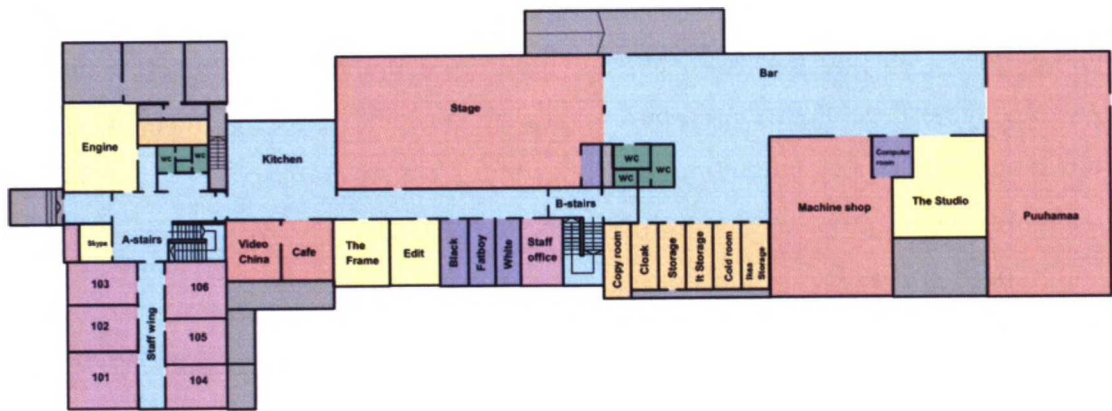 Bar
Stage
Engine
Kitchen
WC
WC
WC
WC
WC
Computer
room
B-stairs
Machine shop
The Studio
Puuhamaa
Skype
A-stairs
Video
China
Cafe
The
Frame
Edit
Black
Fatboy
White
Staff
office
Copy room
Cloak
Storage
It Storage
Cold room
Ikea
Storage
103
106
102
105
Staff wing
101
104